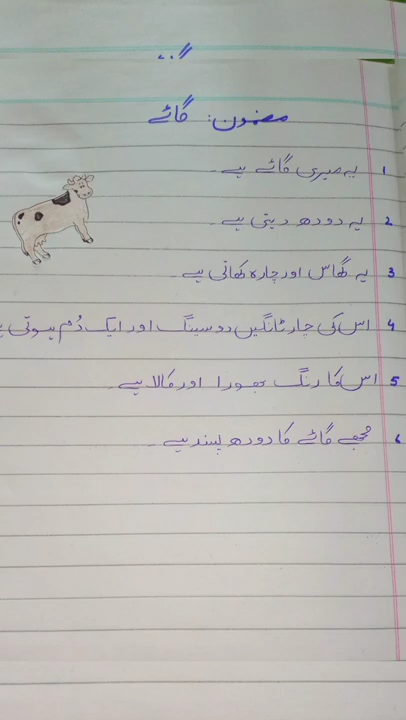 مضمون: گائے
1 یہ میری گائے ہے۔
2 یہ دودھ دیتی ہے۔
3 یہ گھاس اور چارہ کھاتی ہے۔
4 اس کی چار ٹانگیں دو سینگ اور ایک دُم ہوتی ہے
5 اس کا رنگ بھورا اور کالا ہے۔
6 مجھے گائے کا دودھ پسند ہے۔